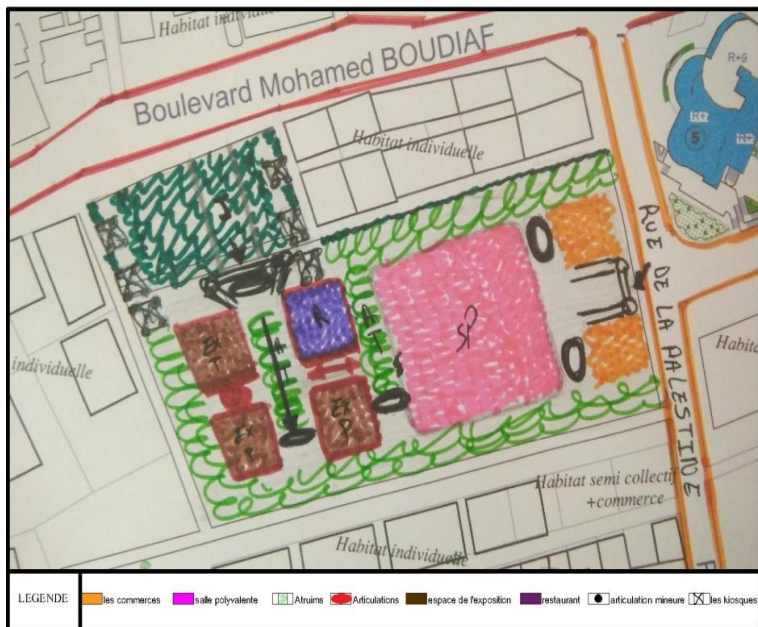 Habitat individuelle
Boulevard Mohamed BOUDIAF
R+9
R+2
5
Habitat individuelle
RUE DE LA PALESTINE
R
SP
EX T
individuelle
EX P
EX P
Habita
Habitat semi collectif
+commerce
Habitat individuelle
LEGENDE
les commerces
salle polyvalente
Atruims
Articulations
espace de l'exposition
restaurant
articulation mineure
les kiosques